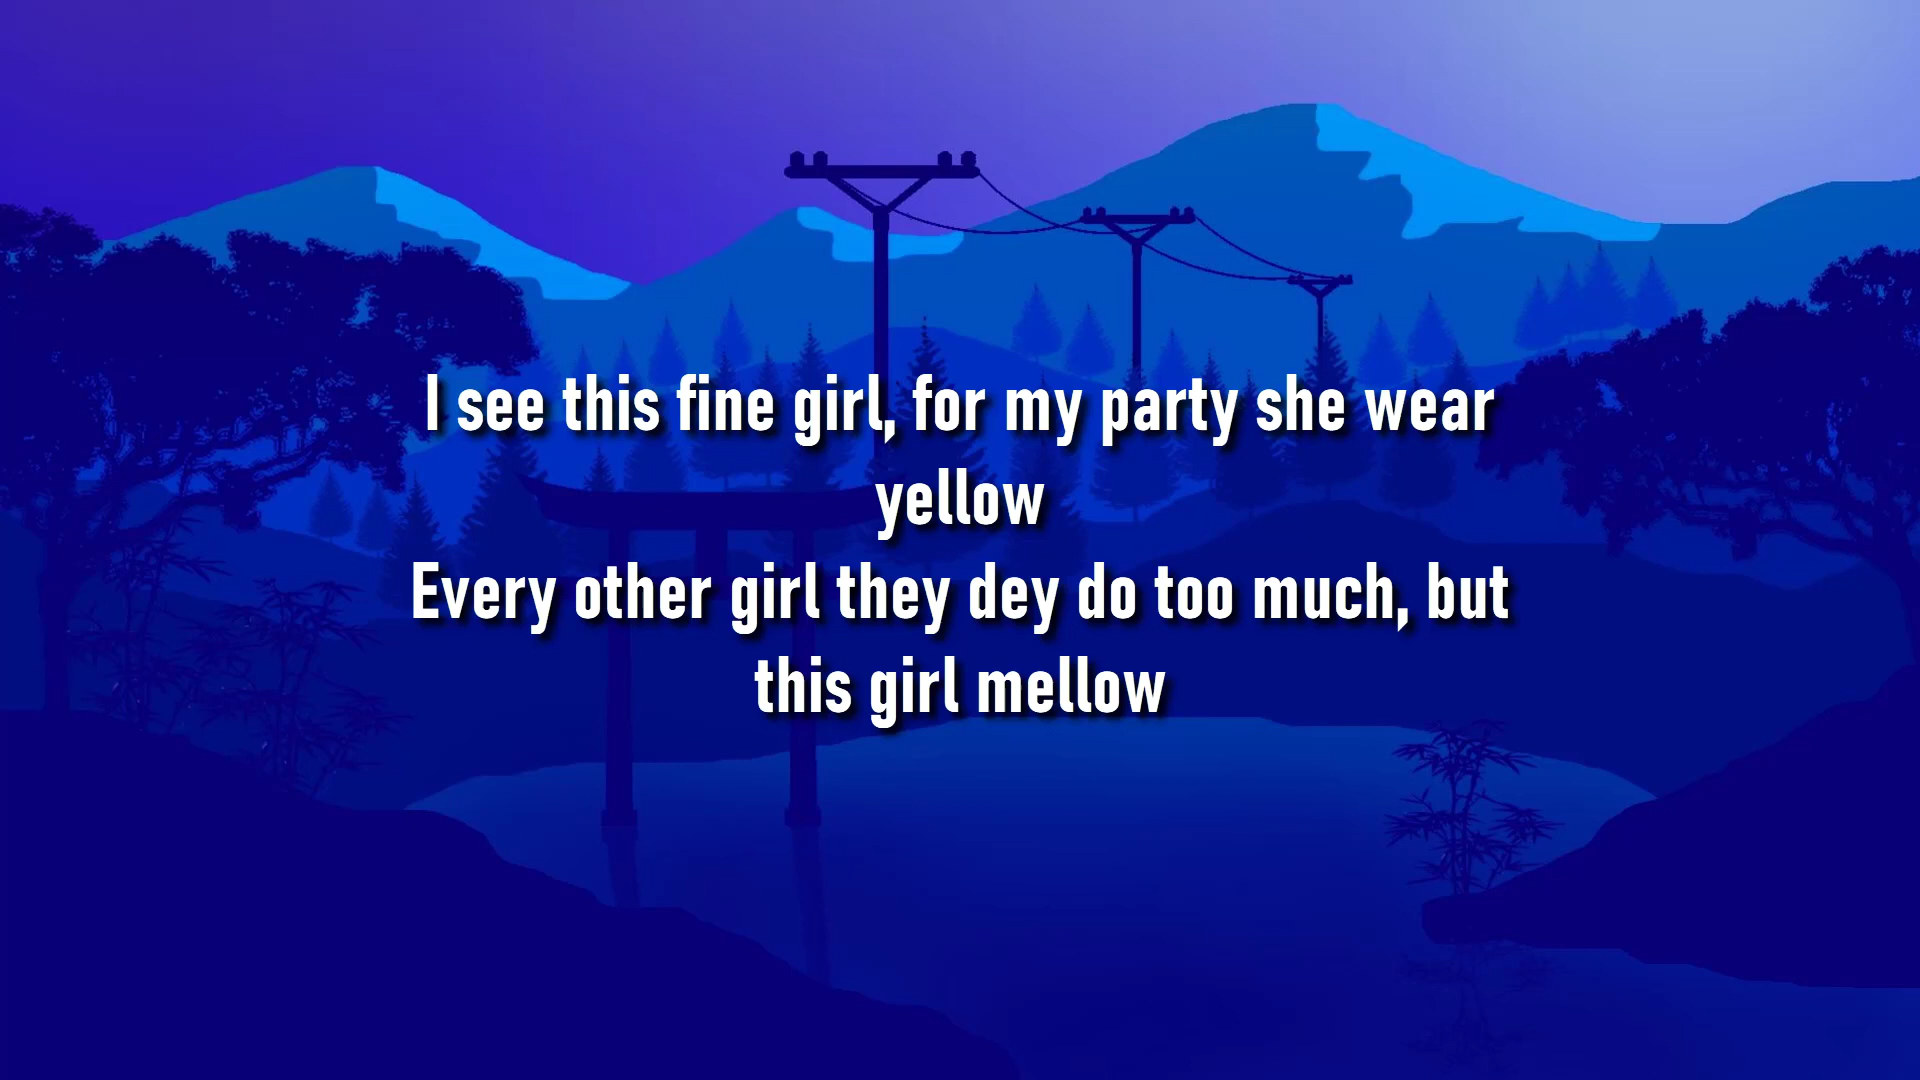 I see this fine girl, for my party she wear
yellow
Every other girl they dey do too much, but
this girl mellow